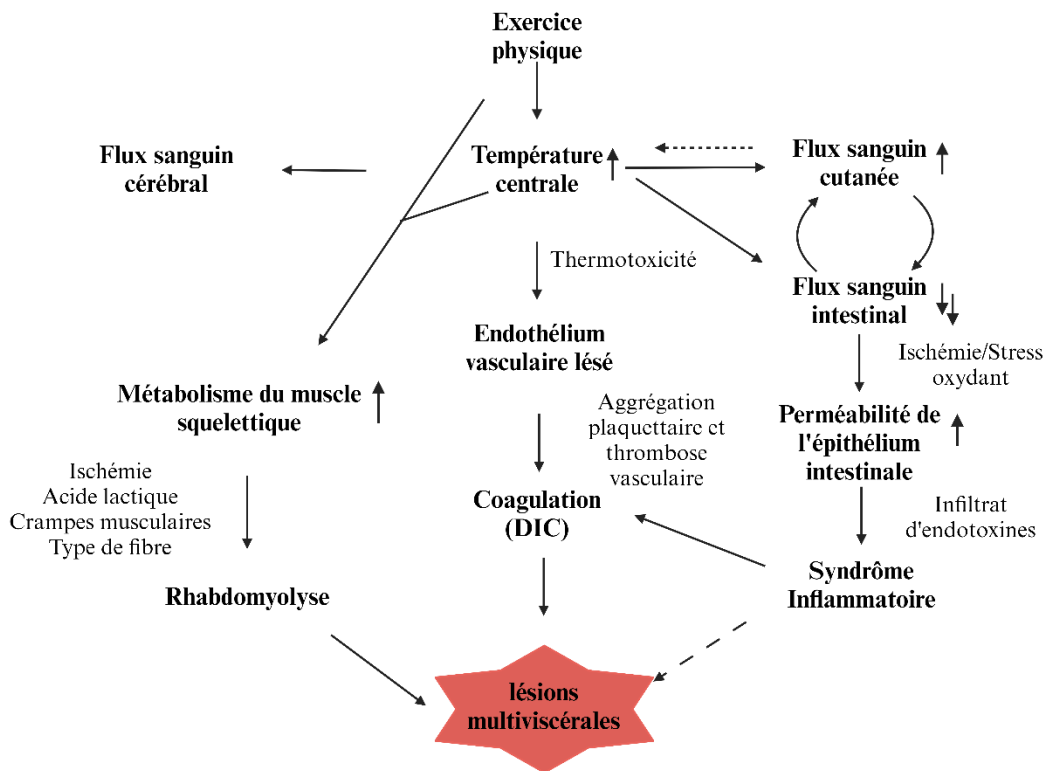 Exercice
physique
Flux sanguin
cérébral
Température
centrale
Flux sanguin
cutanée
Thermotoxicité
Flux sanguin
intestinal
Endothélium
vasculaire lésé
Ischémie/Stress
oxydant
Métabolisme du muscle
squelettique
Aggrégation
plaquettaire et
thrombose
vasculaire
Perméabilité de
l'épithélium
intestinale
Ischémie
Acide lactique
Crampes musculaires
Type de fibre
Coagulation
(DIC)
Infiltrat
d'endotoxines
Rhabdomyolyse
Syndrôme
Inflammatoire
lésions
multiviscérales